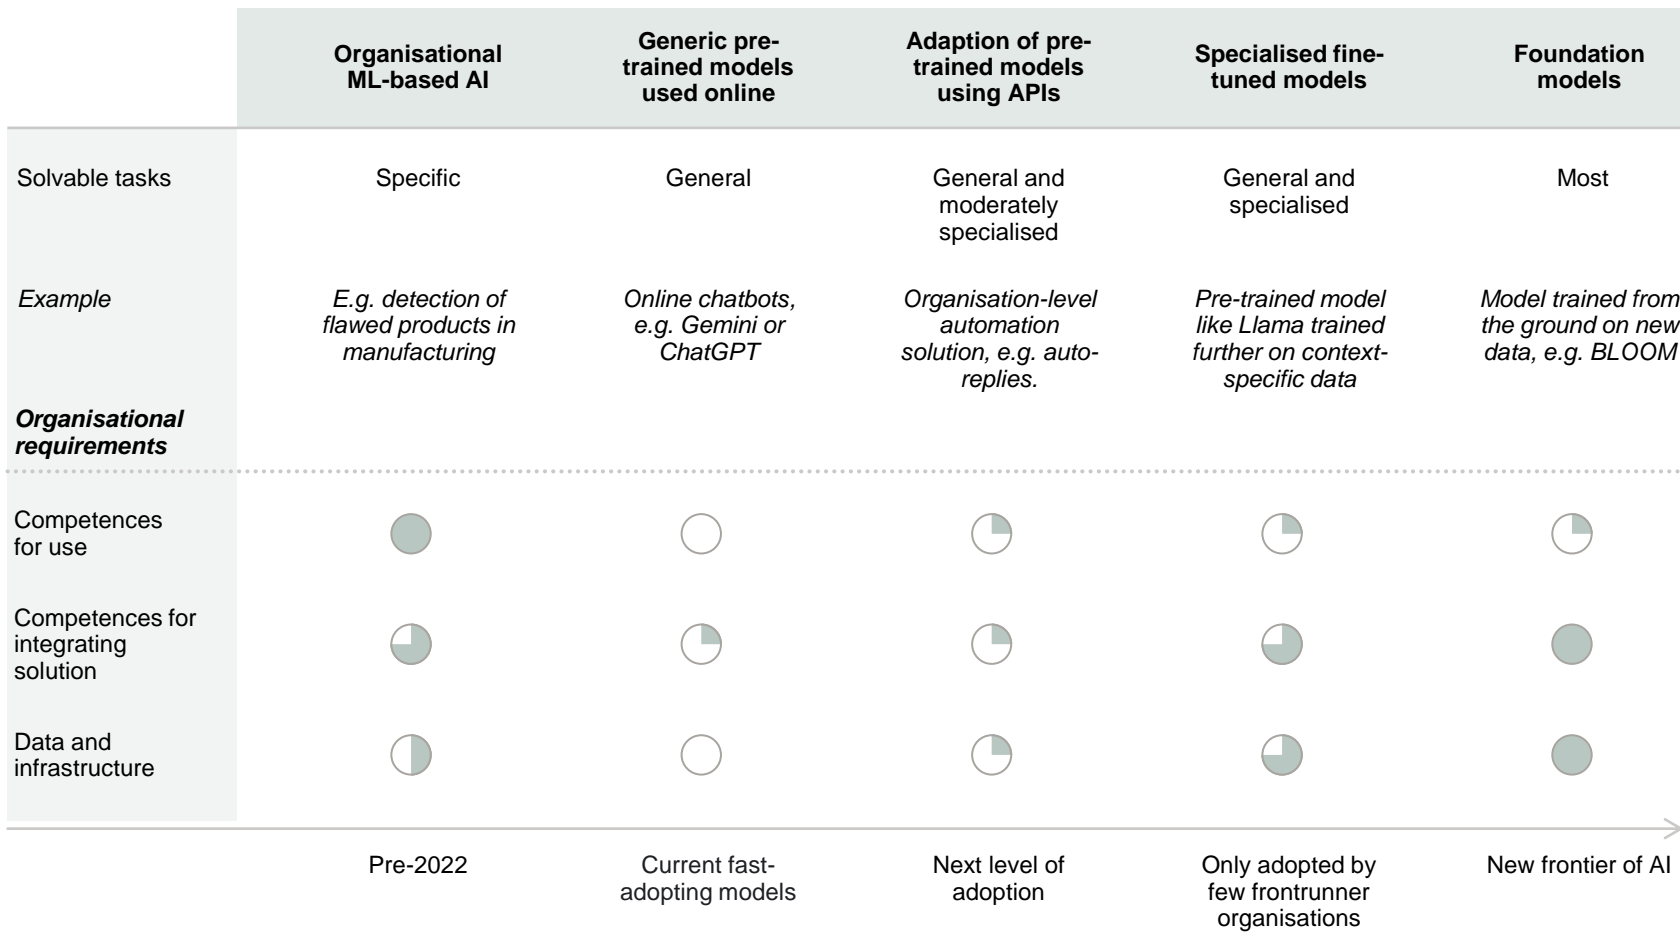 Organisational
ML-based AI
Generic pre-
trained models
used online
Adaption of pre-
trained models
using APIs
Specialised fine-
tuned models
Foundation
models
Solvable tasks
Specific
General
General and
moderately
specialised
General and
specialised
Most
Example
E.g. detection of
flawed products in
manufacturing
Online chatbots,
e.g. Gemini or
ChatGPT
Organisation-level
automation
solution, e.g. auto-
replies.
Pre-trained model
like Llama trained
further on context-
specific data
Model trained from
the ground on new
data, e.g. BLOOM
Organisational
requirements
Competences
for use
Competences for
integrating
solution
Data and
infrastructure
Pre-2022
Current fast-
adopting models
Next level of
adoption
Only adopted by
few frontrunner
organisations
New frontier of AI